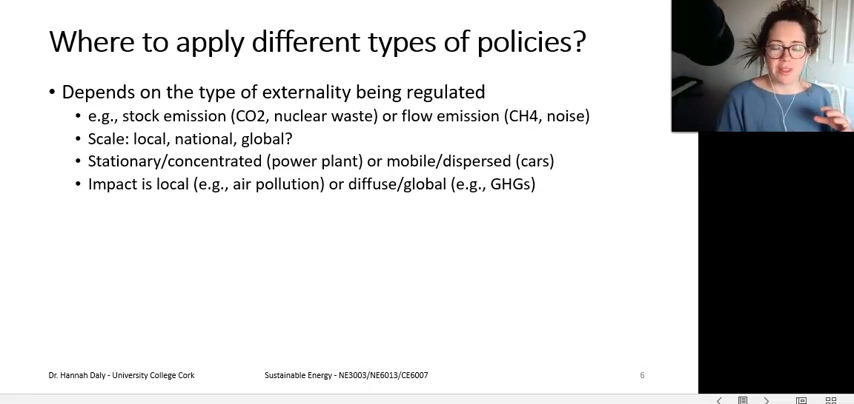 Where to apply different types of policies?
• Depends on the type of externality being regulated
• e.g., stock emission (CO2, nuclear waste) or flow emission (CH4, noise)
• Scale: local, national, global?
• Stationary/concentrated (power plant) or mobile/dispersed (cars)
• Impact is local (e.g., air pollution) or diffuse/global (e.g., GHGs)
Dr. Hannah Daly - University College Cork
Sustainable Energy - NE3003/NE6013/CE6007
6